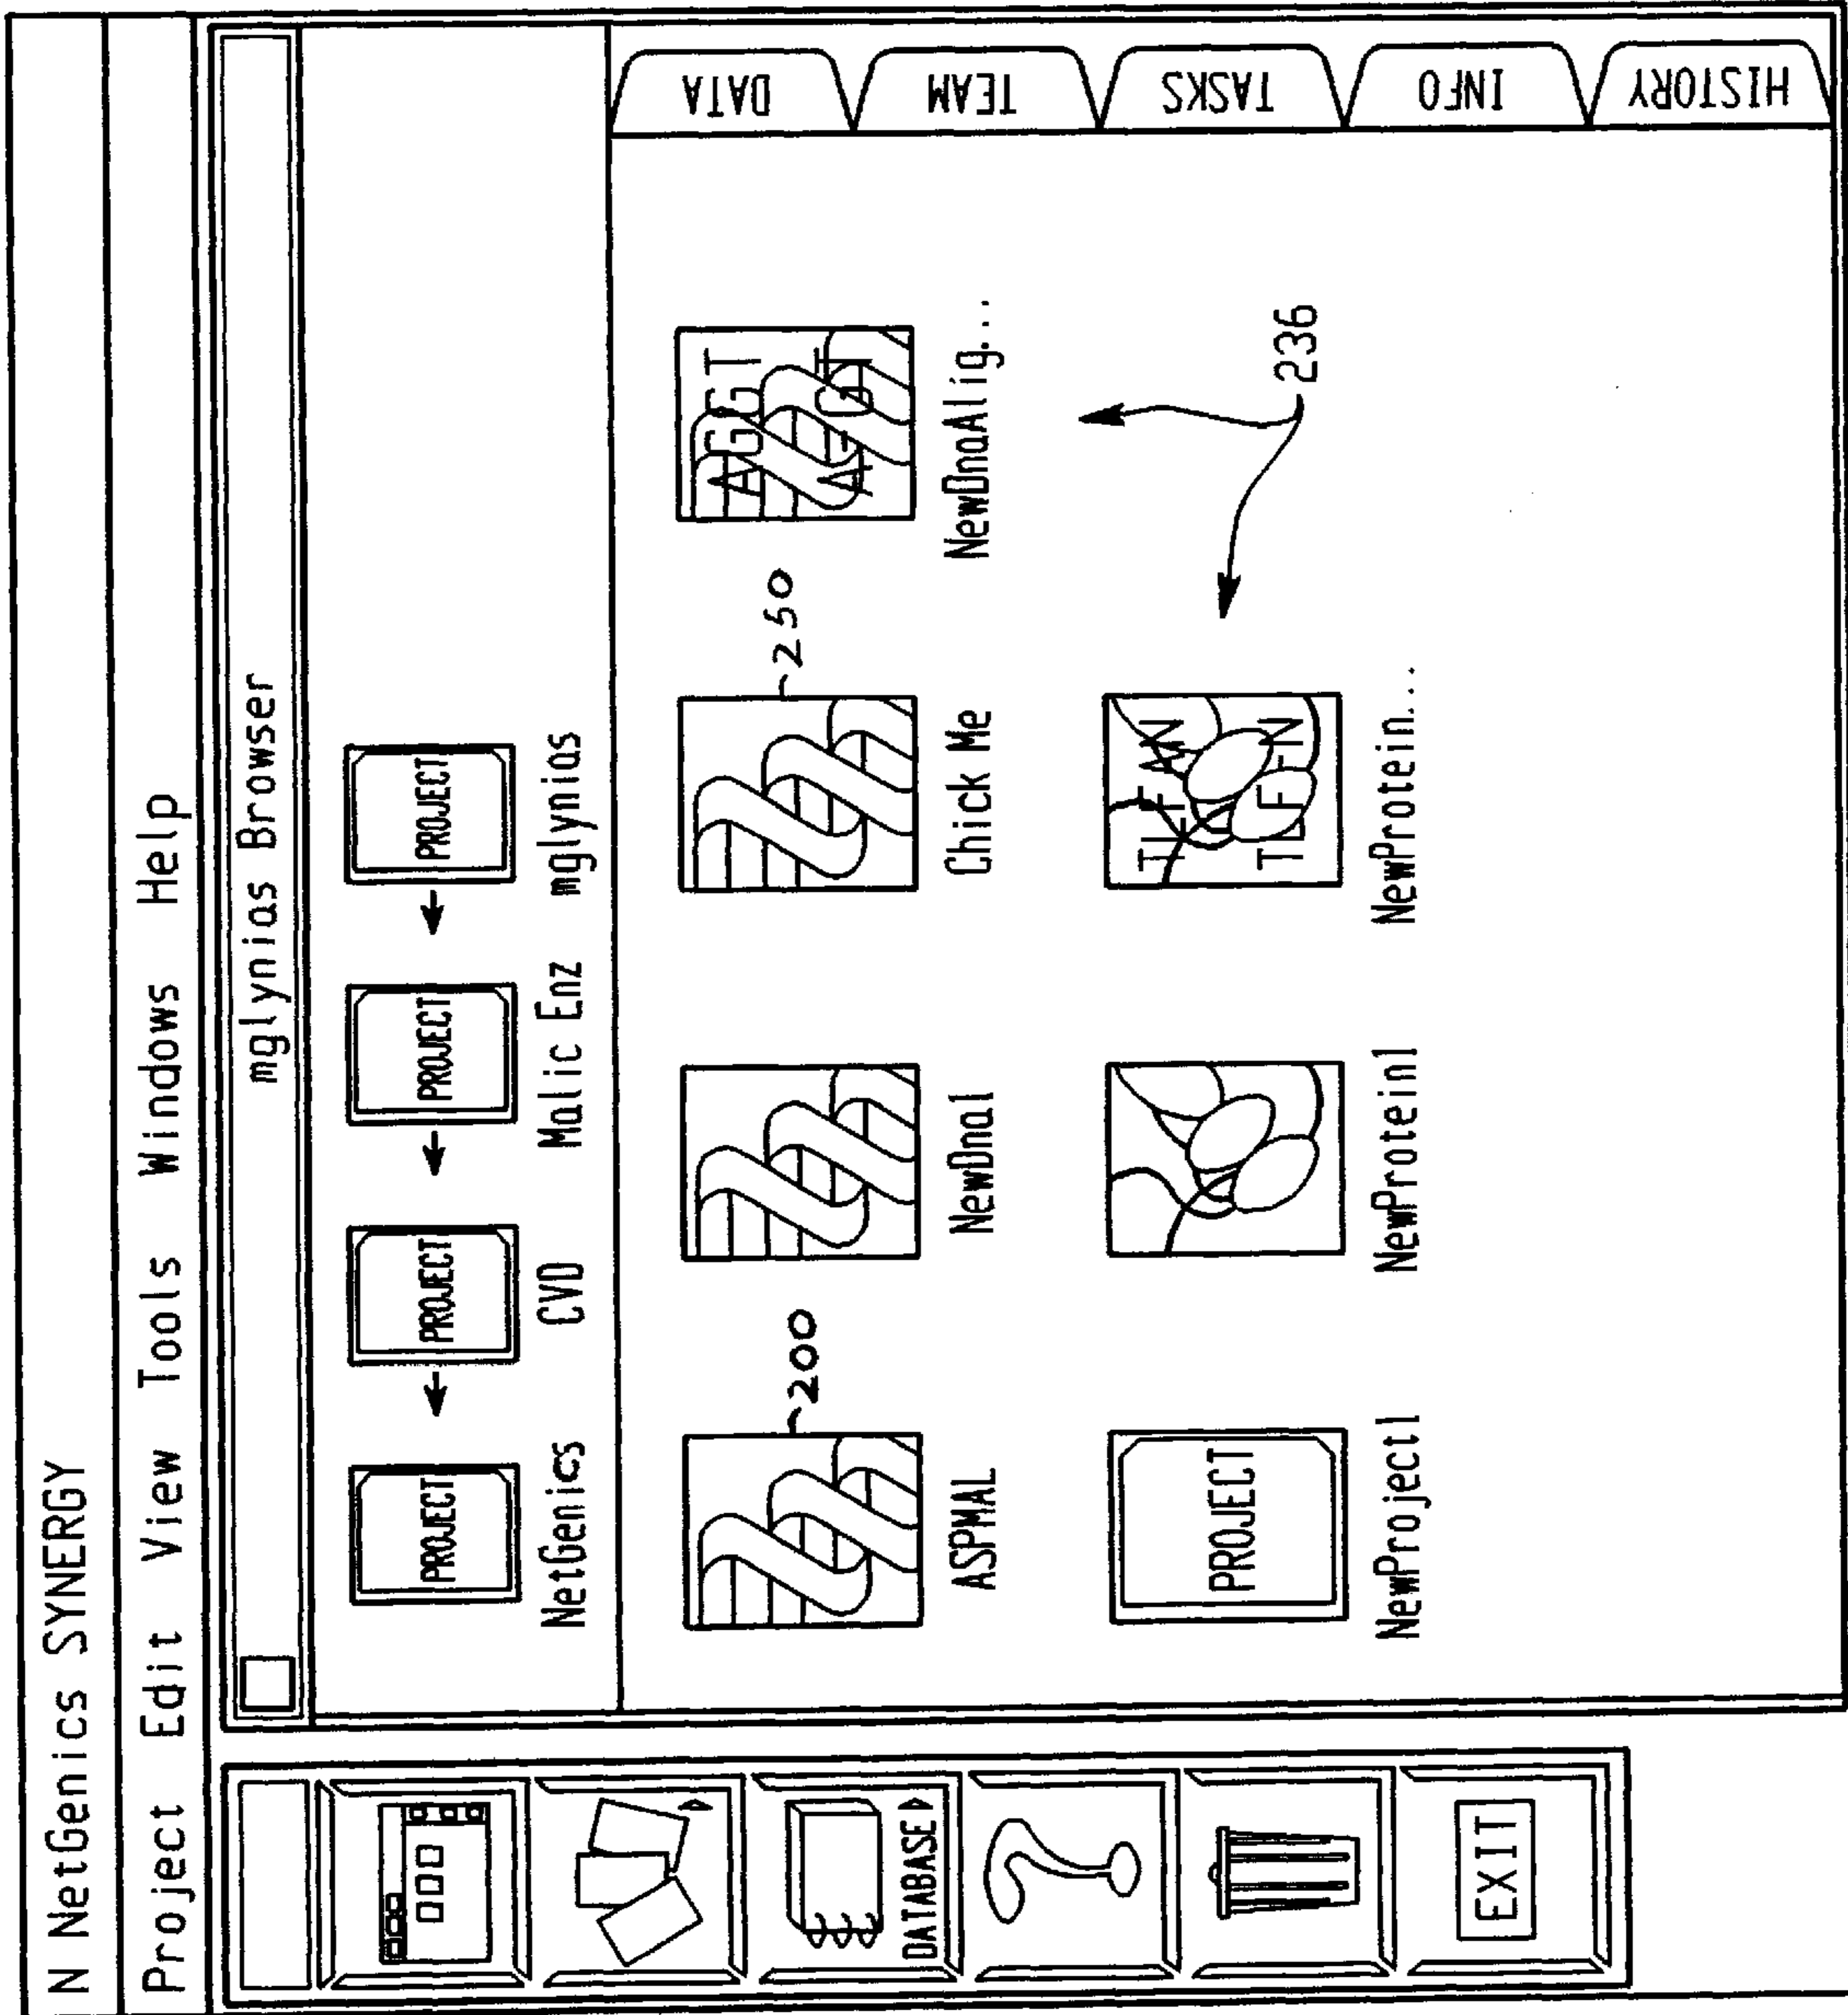 N NetGenics SYNERGY
Project Edit View Tools Windows Help
mglynias Browser
PROJECT PROJECT PROJECT PROJECT
NetGenics CVD Malic Enz mglynias
DATA
TEAM
TASKS
INFO
HISTORY
200
250
AGGT
ASPMAL NewDna1 Chick Me NewDnaAlig...
PROJECT
NewProject1 NewProtein1 NewProtein...
236
DATABASE
EXIT